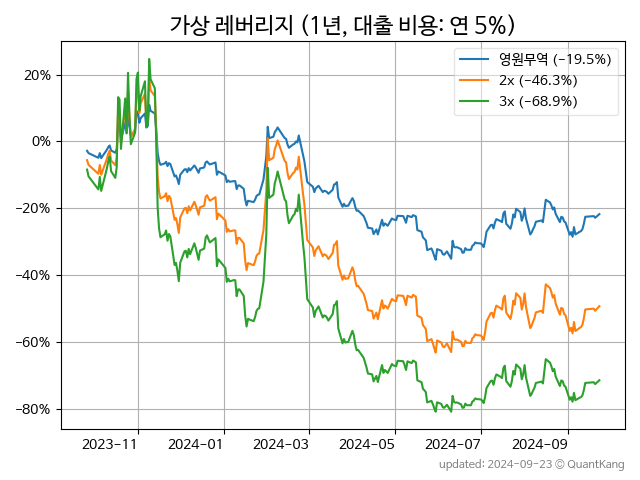 가상 레버리지 (1년, 대출 비용: 연 5%)
영원무역 (-19.5%)
2x (-46.3%)
3x (-68.9%)
20%
0%
−20%
−40%
−60%
−80%
2023-11 2024-01 2024-03 2024-05 2024-07 2024-09
updated: 2024-09-23 © QuantKang